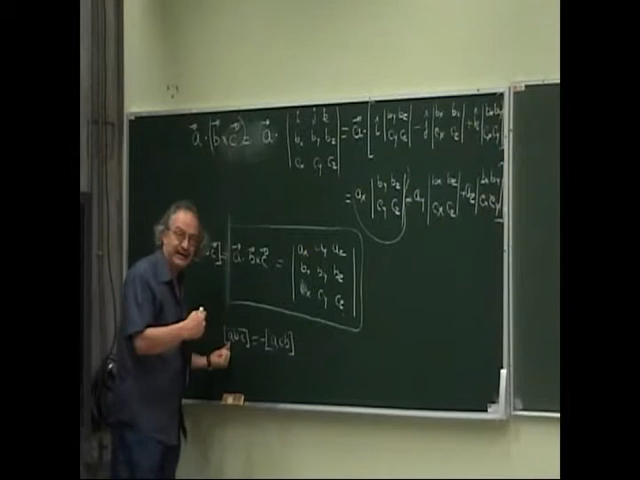 a⃗ · (b⃗ × c⃗) = a⃗ · | i j k ; bx by bz ; cx cy cz | = a⃗ · [ î | by bz ; cy cz | - ĵ | bx bz ; cx cz | + k̂ | bx by ; cx cy |
= ax | by bz ; cy cz | - ay | bx bz ; cx cz | + az | bx by ; cx cy |
c⃗] = a⃗ · b⃗ × c⃗ = | ax ay az ; bx by bz ; cx cy cz |
[abc] = -[acb]